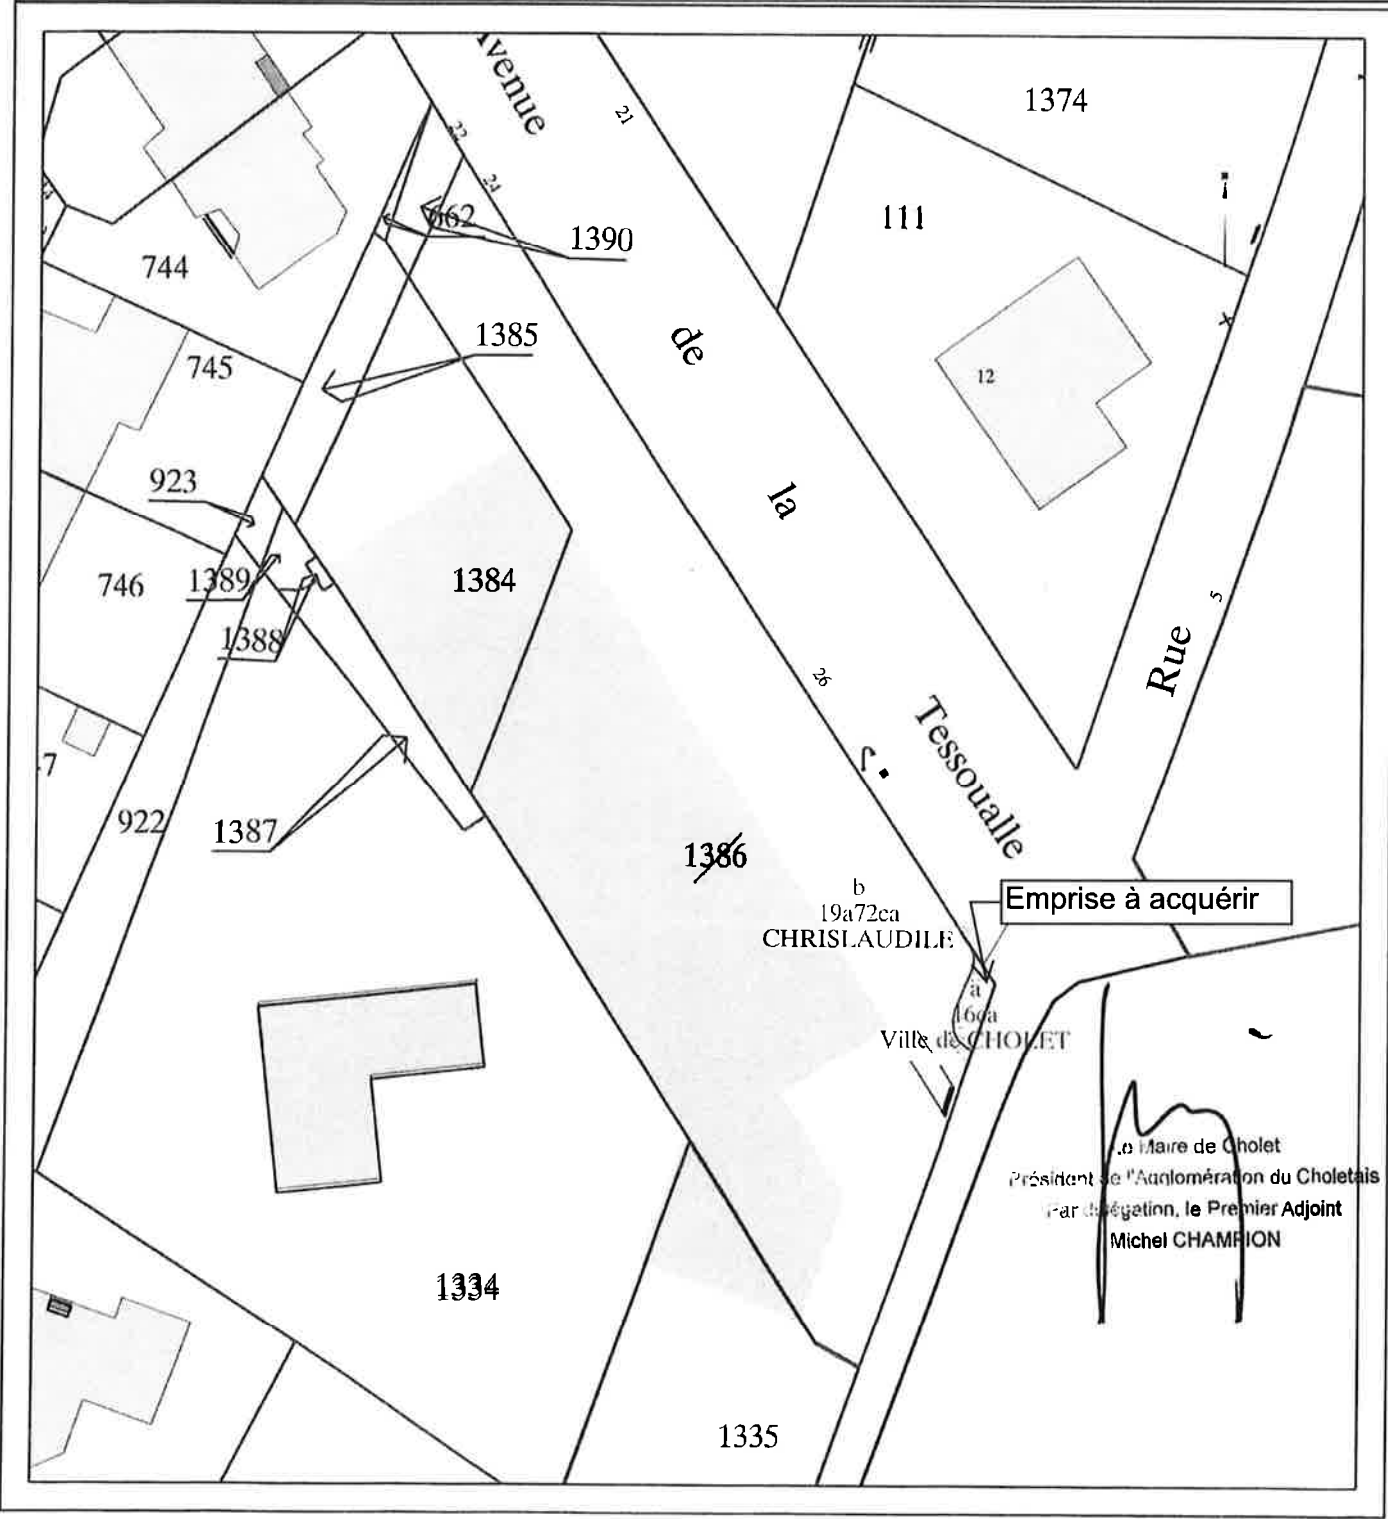 Avenue
21
1374
22
24
662
1390
111
744
de
1385
745
12
la
923
746
1389
1384
5
1388
Rue
26
Tessoualle
922
1387
1386
b
19a72ca
CHRISLAUDILE
Emprise à acquérir
a
16ca
Ville de CHOLET
Le Maire de Cholet
Président de l'Agglomération du Choletais
Par délégation, le Premier Adjoint
Michel CHAMPION
1334
1335